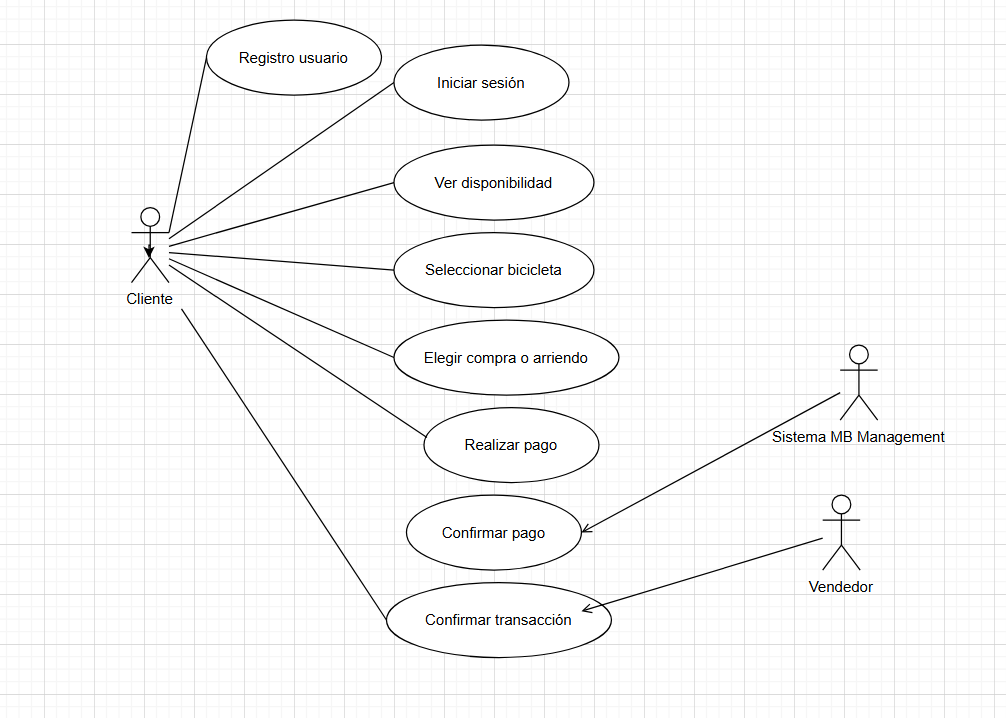 Registro usuario
Iniciar sesión
Ver disponibilidad
Seleccionar bicicleta
Cliente
Elegir compra o arriendo
Realizar pago
Sistema MB Management
Confirmar pago
Vendedor
Confirmar transacción